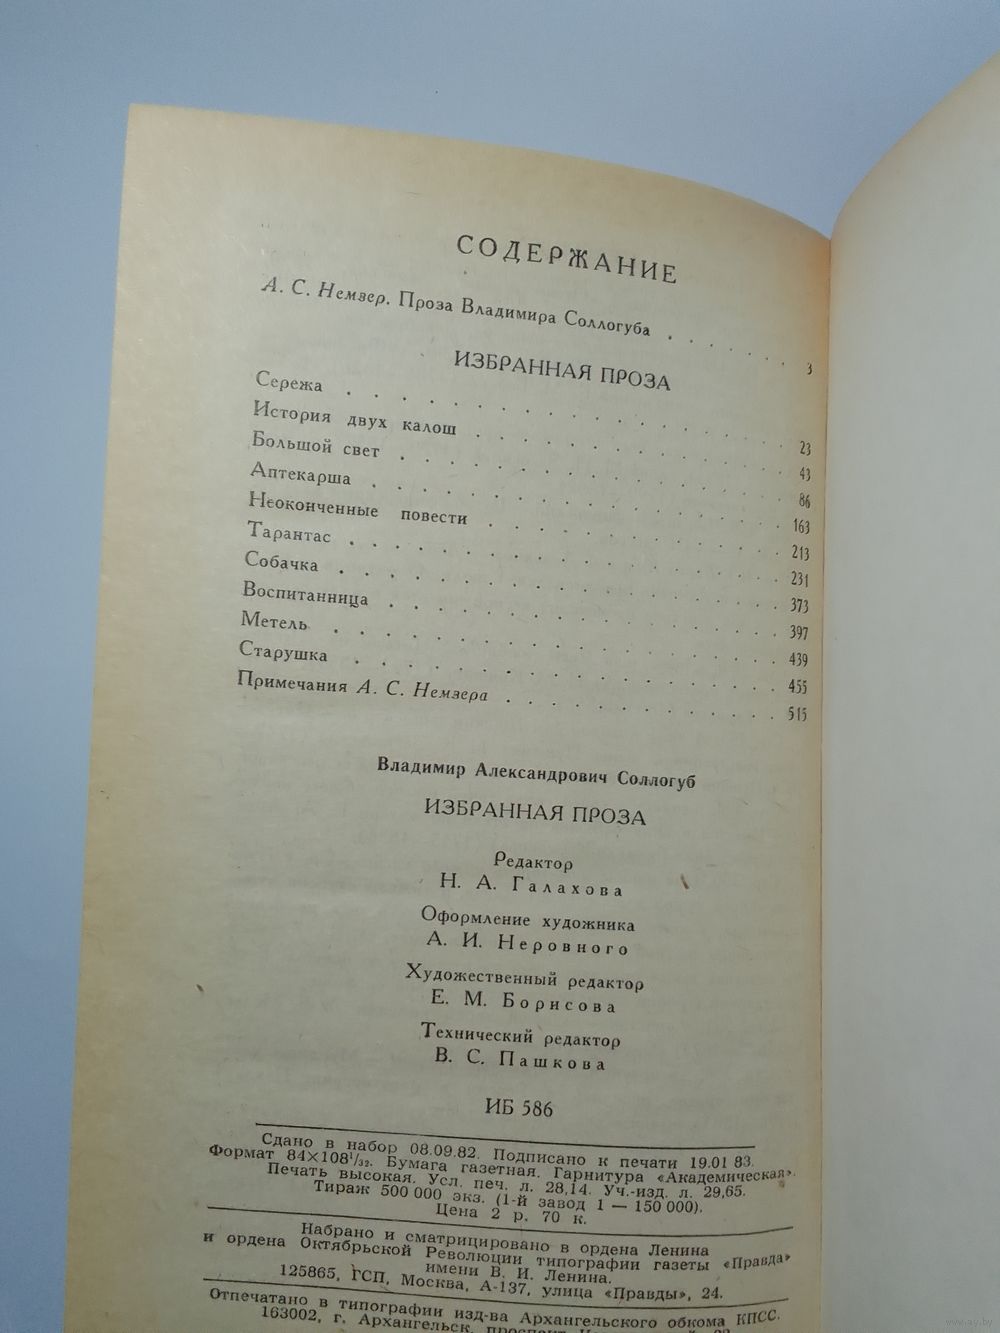 СОДЕРЖАНИЕ
А. С. Немзер. Проза Владимира Соллогуба . . . . . . 3
ИЗБРАННАЯ ПРОЗА
Сережа . . . . . . . . . . . . 23
История двух калош . . . . . . . . . 43
Большой свет . . . . . . . . . . . 86
Аптекарша . . . . . . . . . . . . 163
Неоконченные повести . . . . . . . . . 213
Тарантас . . . . . . . . . . . . 231
Собачка . . . . . . . . . . . . . 373
Воспитанница . . . . . . . . . . . 397
Метель . . . . . . . . . . . . . 439
Старушка . . . . . . . . . . . . 455
Примечания А. С. Немзера . . . . . . . . 515
Владимир Александрович Соллогуб
ИЗБРАННАЯ ПРОЗА
Редактор
Н. А. Галахова
Оформление художника
А. И. Неровного
Художественный редактор
Е. М. Борисова
Технический редактор
В. С. Пашкова
ИБ 586
Сдано в набор 08.09.82. Подписано к печати 19.01 83.
Формат 84×108¹/₃₂. Бумага газетная. Гарнитура «Академическая».
Печать высокая. Усл. печ. л. 28,14. Уч.-изд. л. 29,65.
Тираж 500 000 экз. (1-й завод 1 — 150 000).
Цена 2 р. 70 к.
Набрано и сматрицировано в ордена Ленина
и ордена Октябрьской Революции типографии газеты «Правда»
имени В. И. Ленина.
125865, ГСП, Москва, А-137, улица «Правды», 24.
Отпечатано в типографии изд-ва Архангельского обкома КПСС.
163002, г. Архангельск, проспект
www.ay.by